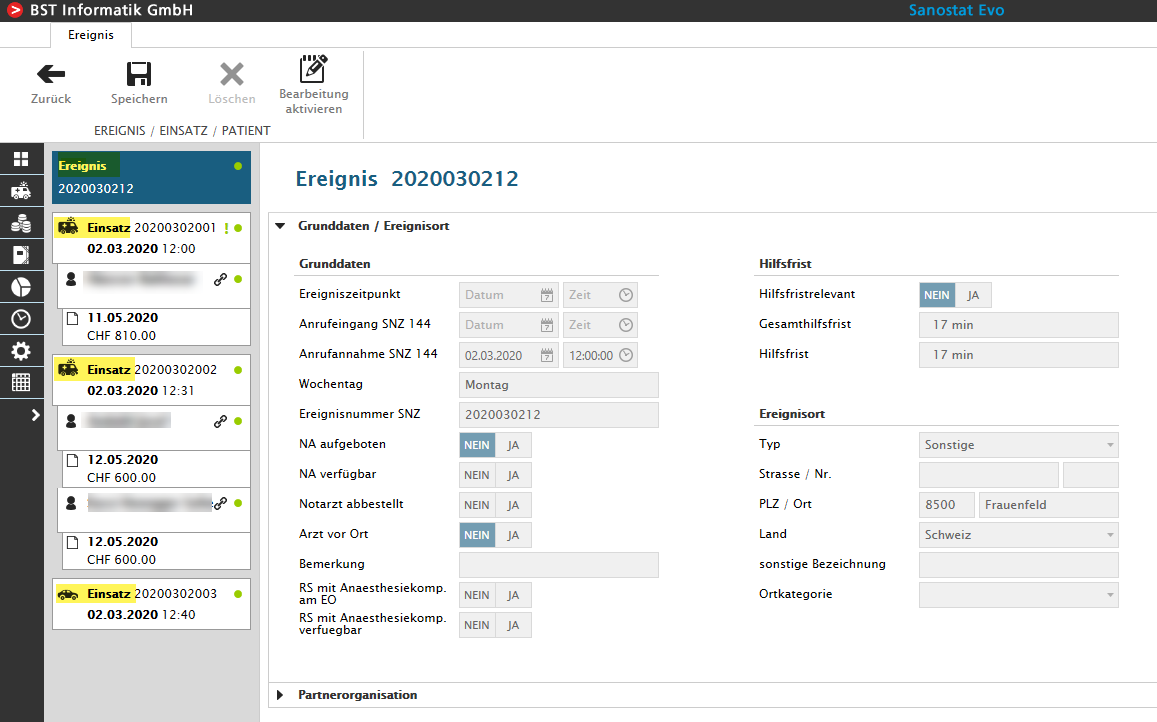 BST Informatik GmbH
Sanostat Evo
Ereignis
Zurück
Speichern
Löschen
Bearbeitung
aktivieren
EREIGNIS / EINSATZ / PATIENT
Ereignis
2020030212
Einsatz 20200302001 !
02.03.2020 12:00
11.05.2020
CHF 810.00
Einsatz 20200302002
02.03.2020 12:31
12.05.2020
CHF 600.00
12.05.2020
CHF 600.00
Einsatz 20200302003
02.03.2020 12:40
Ereignis 2020030212
Grunddaten / Ereignisort
Grunddaten
Ereigniszeitpunkt Datum Zeit
Anrufeingang SNZ 144 Datum Zeit
Anrufannahme SNZ 144 02.03.2020 12:00:00
Wochentag Montag
Ereignisnummer SNZ 2020030212
NA aufgeboten NEIN JA
NA verfügbar NEIN JA
Notarzt abbestellt NEIN JA
Arzt vor Ort NEIN JA
Bemerkung
RS mit Anaesthesiekomp.
am EO NEIN JA
RS mit Anaesthesiekomp.
verfuegbar NEIN JA
Hilfsfrist
Hilfsfristrelevant NEIN JA
Gesamthilfsfrist 17 min
Hilfsfrist 17 min
Ereignisort
Typ Sonstige
Strasse / Nr.
PLZ / Ort 8500 Frauenfeld
Land Schweiz
sonstige Bezeichnung
Ortkategorie
Partnerorganisation